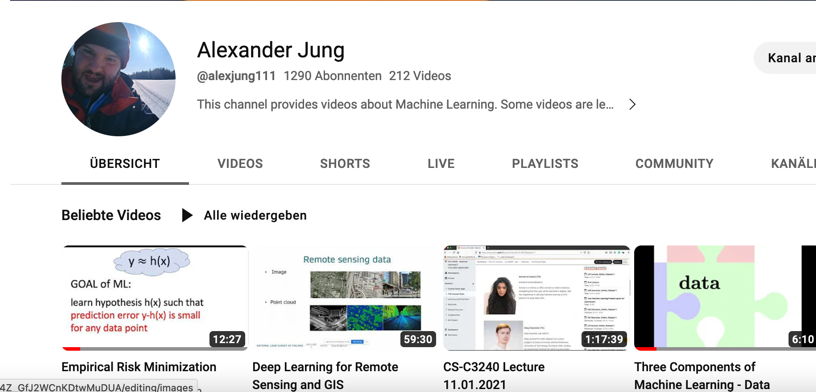 Alexander Jung
@alexjung111 1290 Abonnenten 212 Videos
This channel provides videos about Machine Learning. Some videos are le...
Kanal an
ÜBERSICHT VIDEOS SHORTS LIVE PLAYLISTS COMMUNITY KANÄL
Beliebte Videos Alle wiedergeben
y ≈ h(x)
GOAL of ML:
learn hypothesis h(x) such that
prediction error y-h(x) is small
for any data point
12:27
Remote sensing data
Image
Point cloud
59:30
1:17:39
data
6:10
Empirical Risk Minimization
Deep Learning for Remote
Sensing and GIS
CS-C3240 Lecture
11.01.2021
Three Components of
Machine Learning - Data
4Z_GfJ2WCnKDtwMuDUA/editing/images